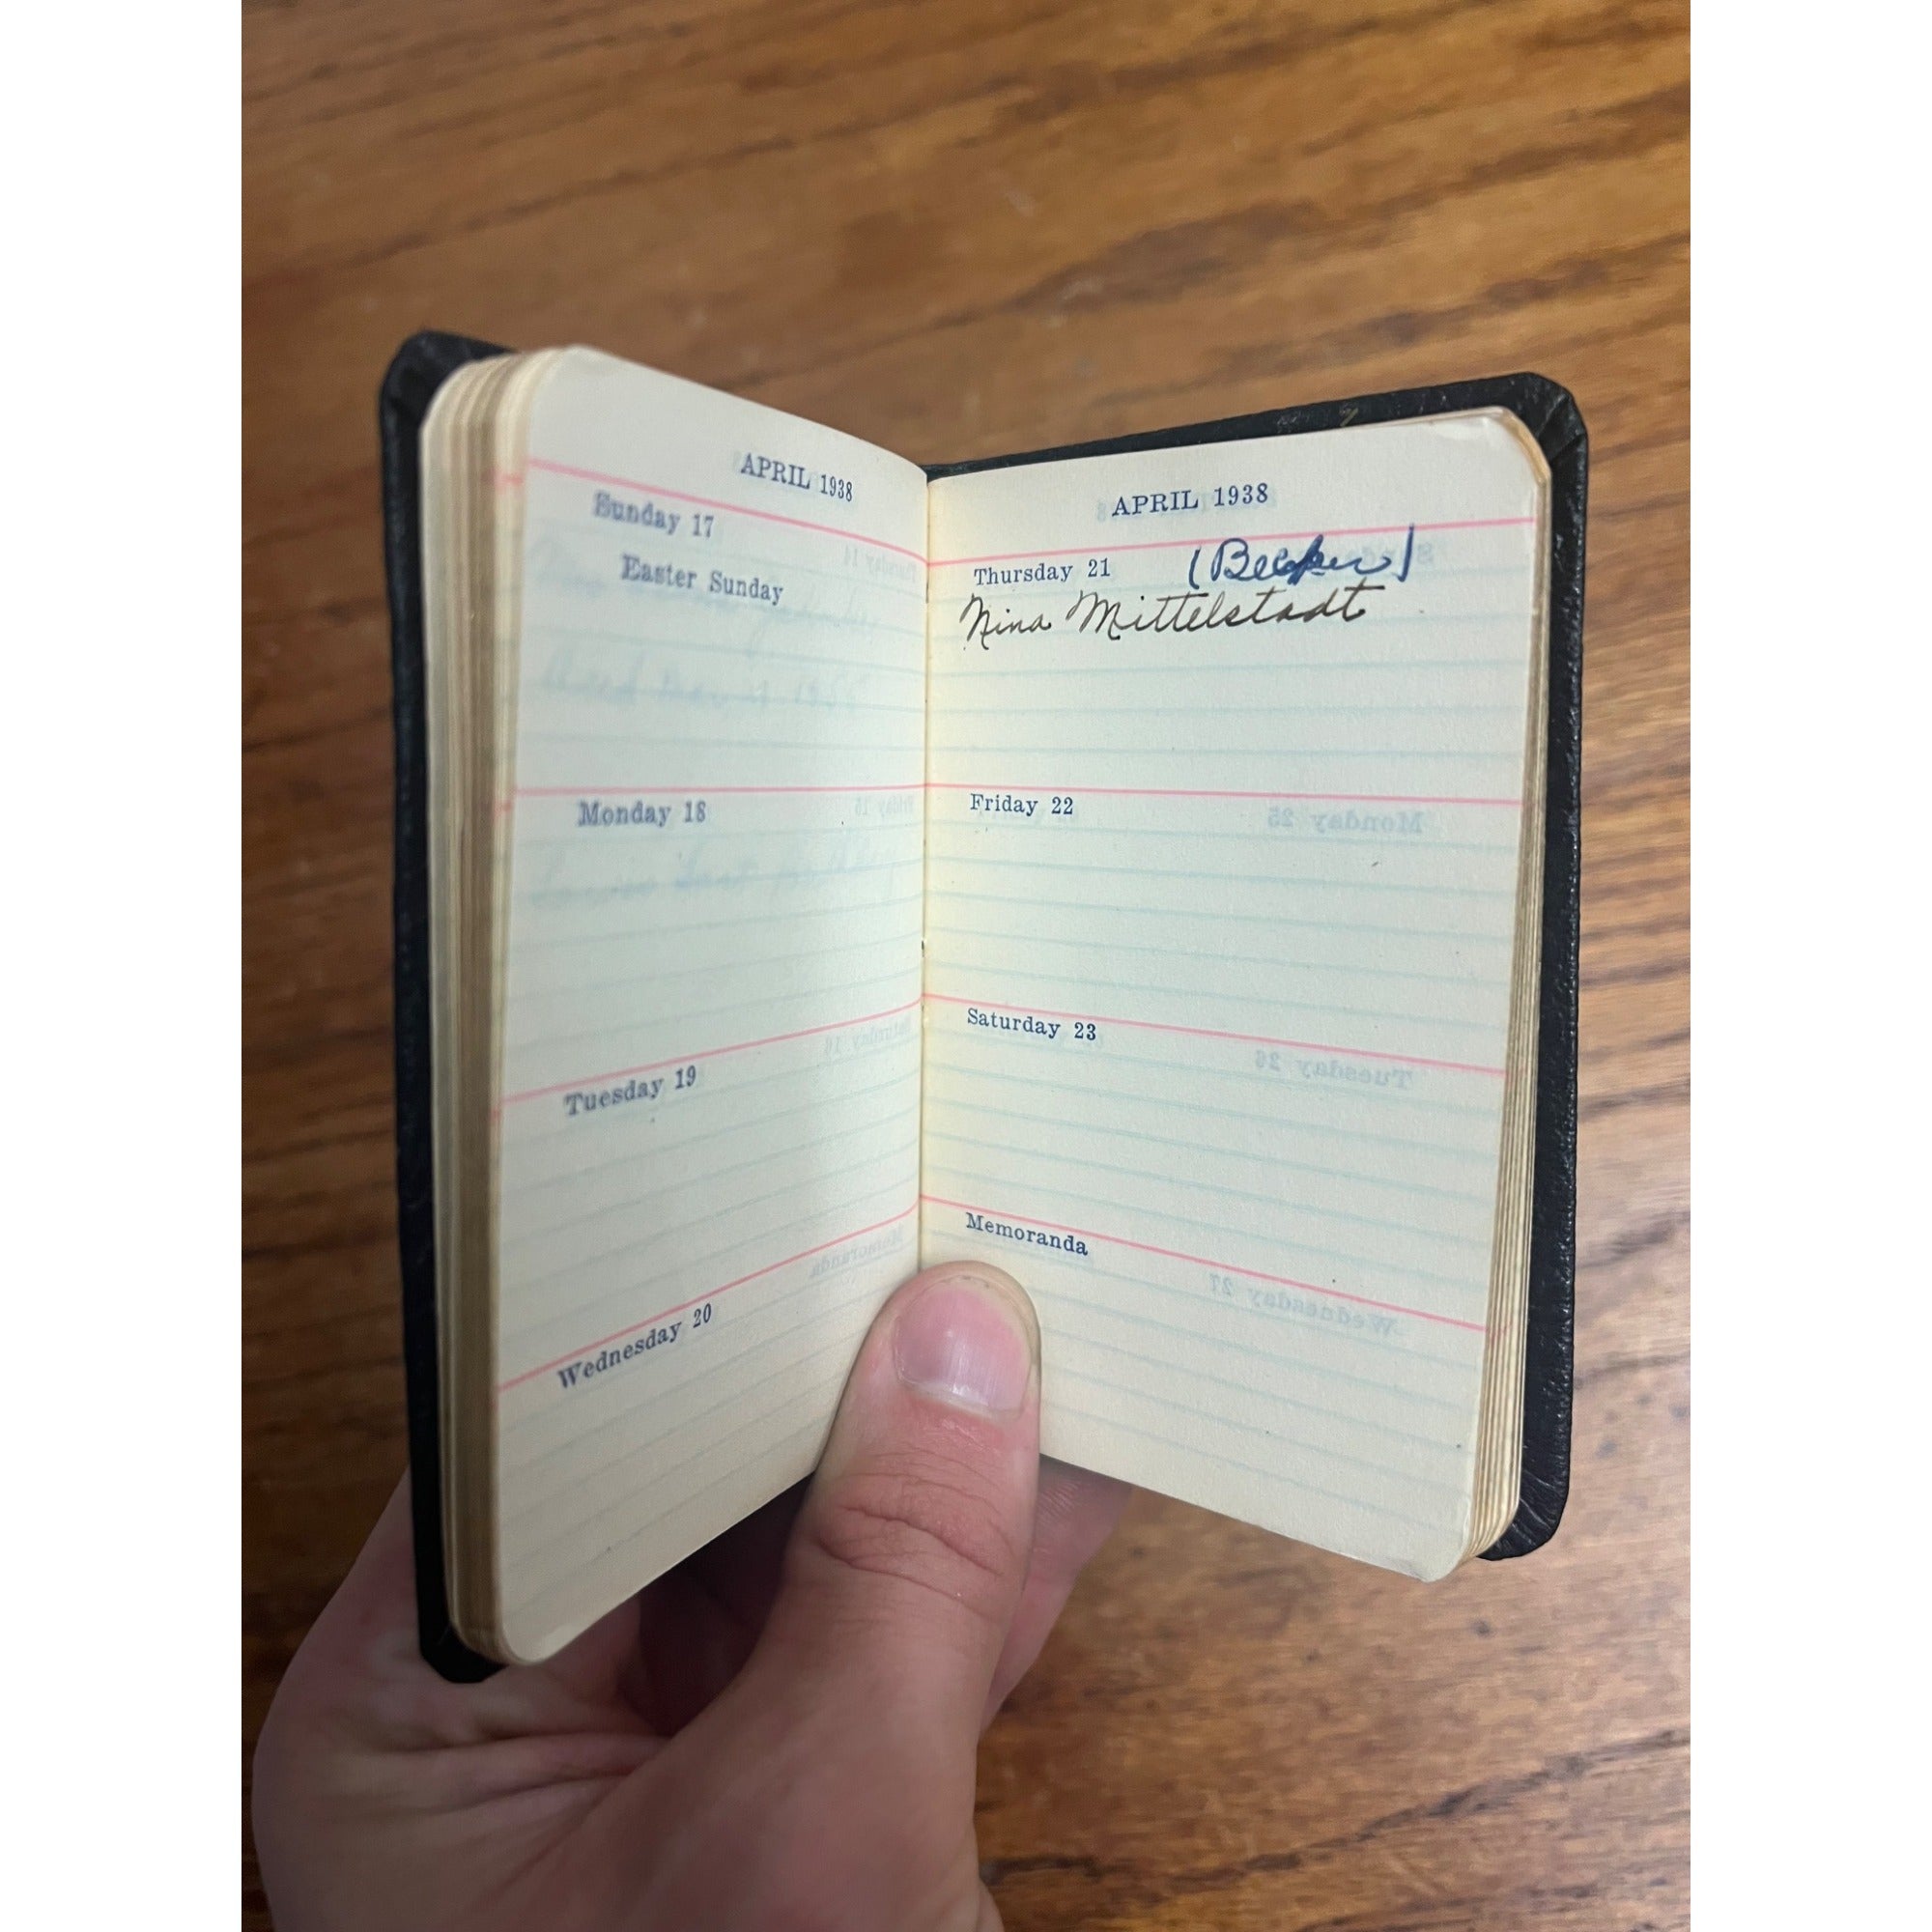 APRIL 1938
Sunday 17
Easter Sunday
Monday 18
Tuesday 19
Wednesday 20
APRIL 1938
Thursday 21 (Becker)
Nina Mittelstadt
Friday 22
Saturday 23
Memoranda